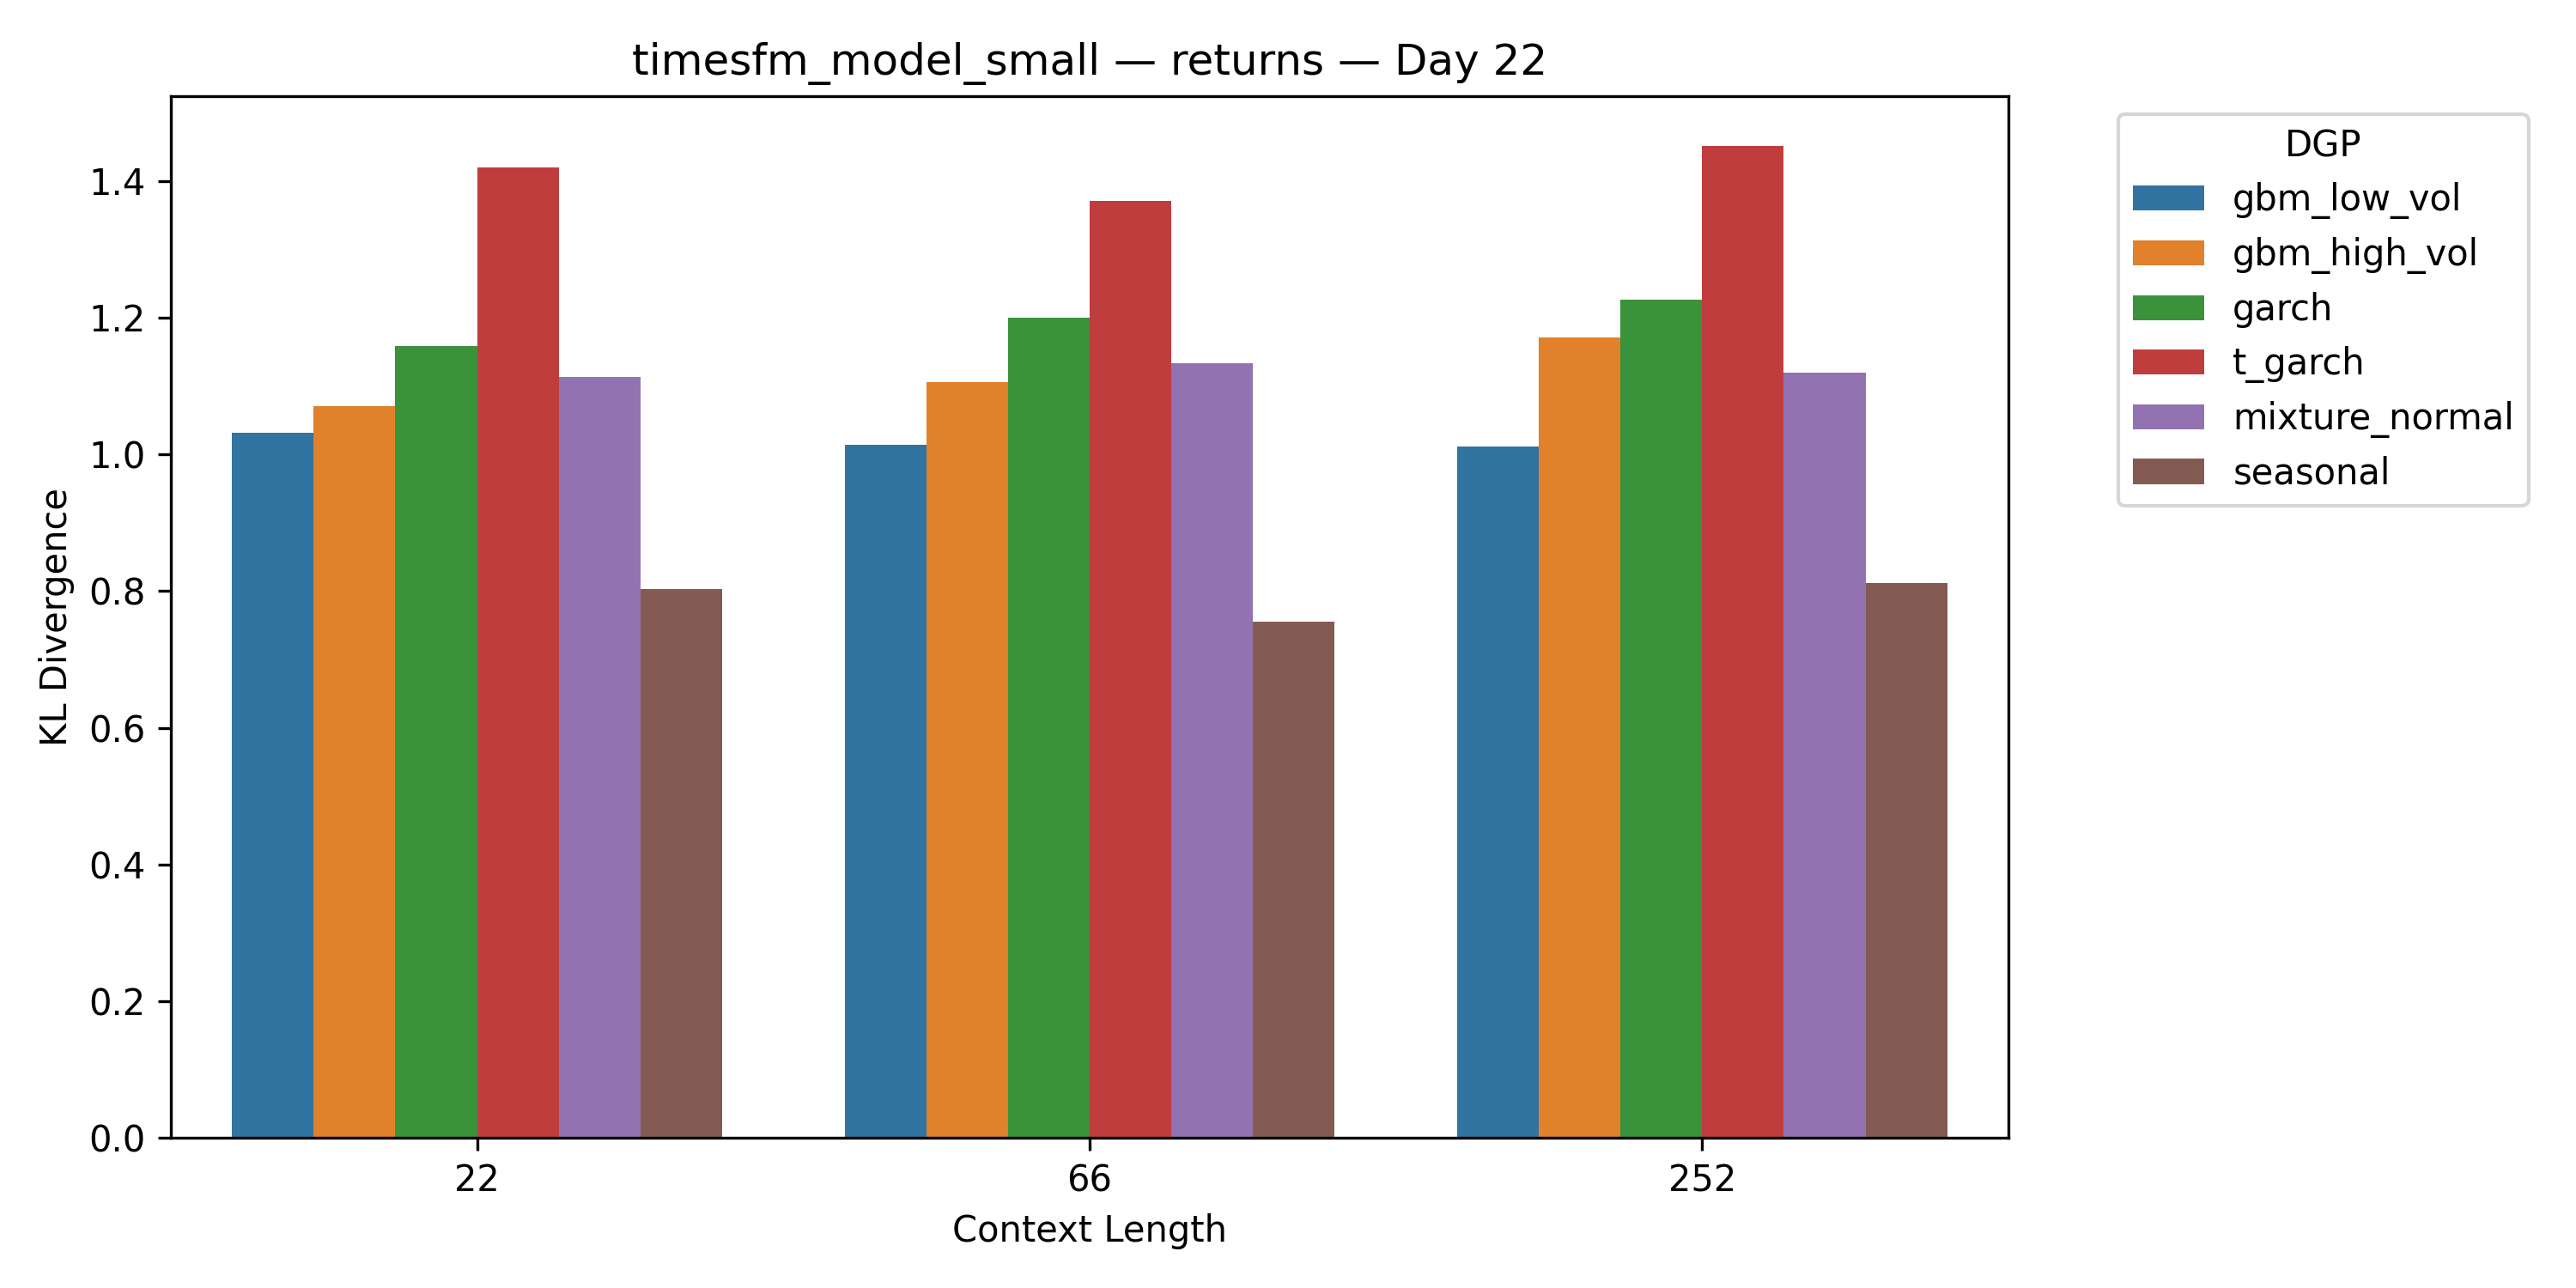 timesfm_model_small — returns — Day 22
KL Divergence
1.4
1.2
1.0
0.8
0.6
0.4
0.2
0.0
22
66
252
Context Length
DGP
gbm_low_vol
gbm_high_vol
garch
t_garch
mixture_normal
seasonal